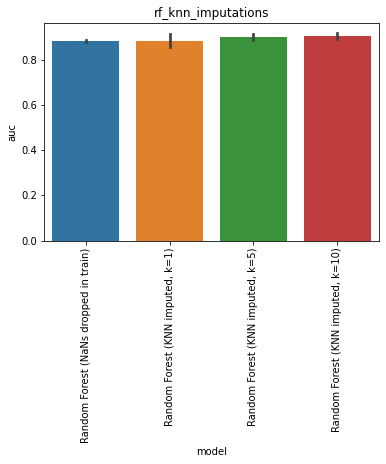 rf_knn_imputations
auc
0.8
0.6
0.4
0.2
0.0
Random Forest (NaNs dropped in train)
Random Forest (KNN imputed, k=1)
Random Forest (KNN imputed, k=5)
Random Forest (KNN imputed, k=10)
model